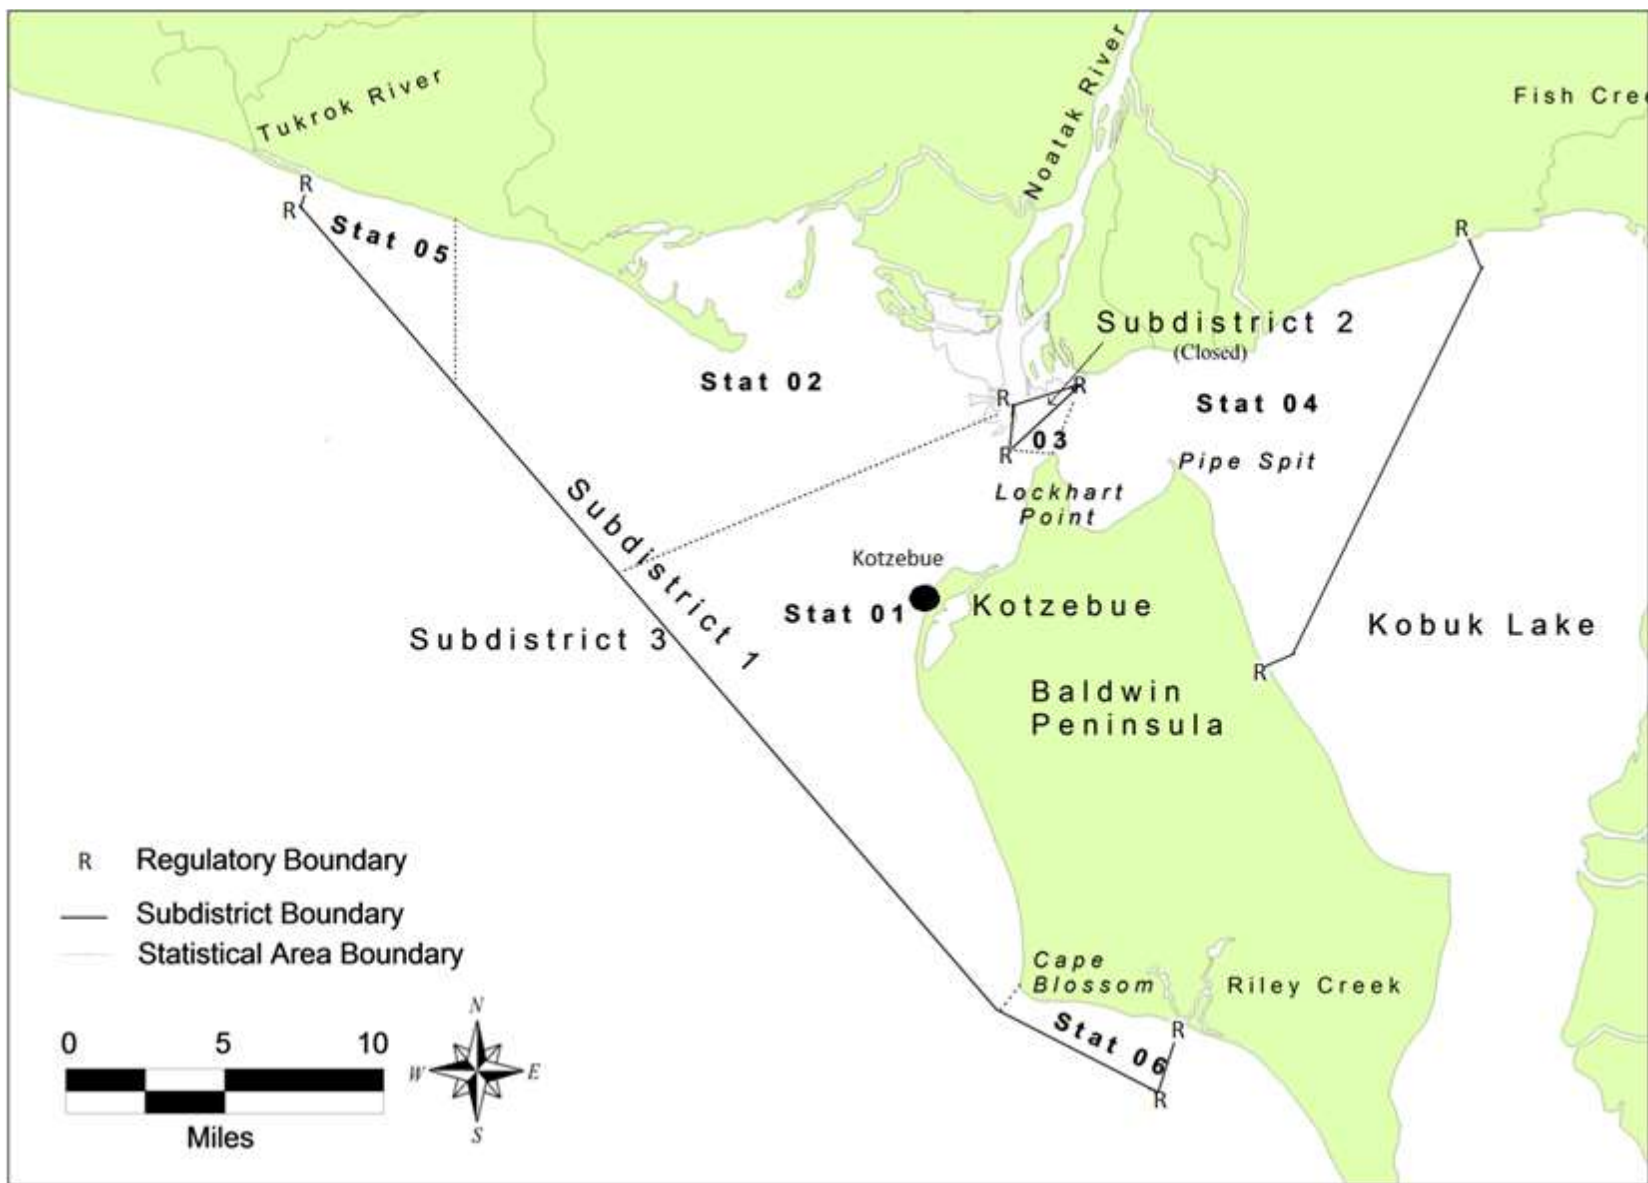 Tukrok River
Noatak River
Fish Cree
R
R
Stat 05
R
Subdistrict 2
(Closed)
Stat 02
R
R
Stat 04
03
R
Pipe Spit
Lockhart
Point
Subdistrict 1
Kotzebue
Stat 01
Kotzebue
Subdistrict 3
Kobuk Lake
R
Baldwin
Peninsula
R Regulatory Boundary
Subdistrict Boundary
Statistical Area Boundary
Cape
Blossom
Riley Creek
Stat 06
R
R
0 5 10
Miles
N
W E
S